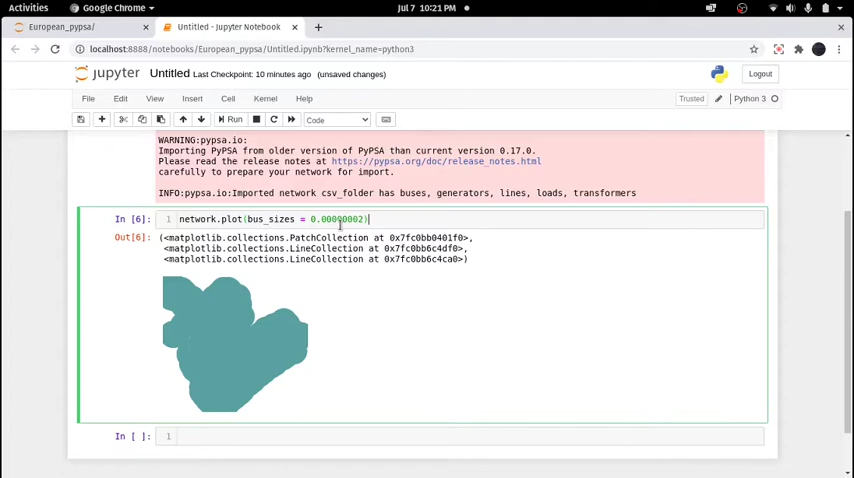 Activities
Google Chrome
Jul 7 10:21 PM
European_pypsa/
Untitled - Jupyter Notebook
localhost:8888/notebooks/European_pypsa/Untitled.ipynb?kernel_name=python3
jupyter Untitled Last Checkpoint: 10 minutes ago (unsaved changes)
Logout
File Edit View Insert Cell Kernel Help
Trusted Python 3
Run Code
WARNING:pypsa.io:
Importing PyPSA from older version of PyPSA than current version 0.17.0.
Please read the release notes at https://pypsa.org/doc/release_notes.html
carefully to prepare your network for import.
INFO:pypsa.io:Imported network csv_folder has buses, generators, lines, loads, transformers
In [6]: 1 network.plot(bus_sizes = 0.00000002)
Out[6]: (<matplotlib.collections.PatchCollection at 0x7fc0bb0401f0>,
<matplotlib.collections.LineCollection at 0x7fc0bb6c4df0>,
<matplotlib.collections.LineCollection at 0x7fc0bb6c4ca0>)
In [ ]: 1